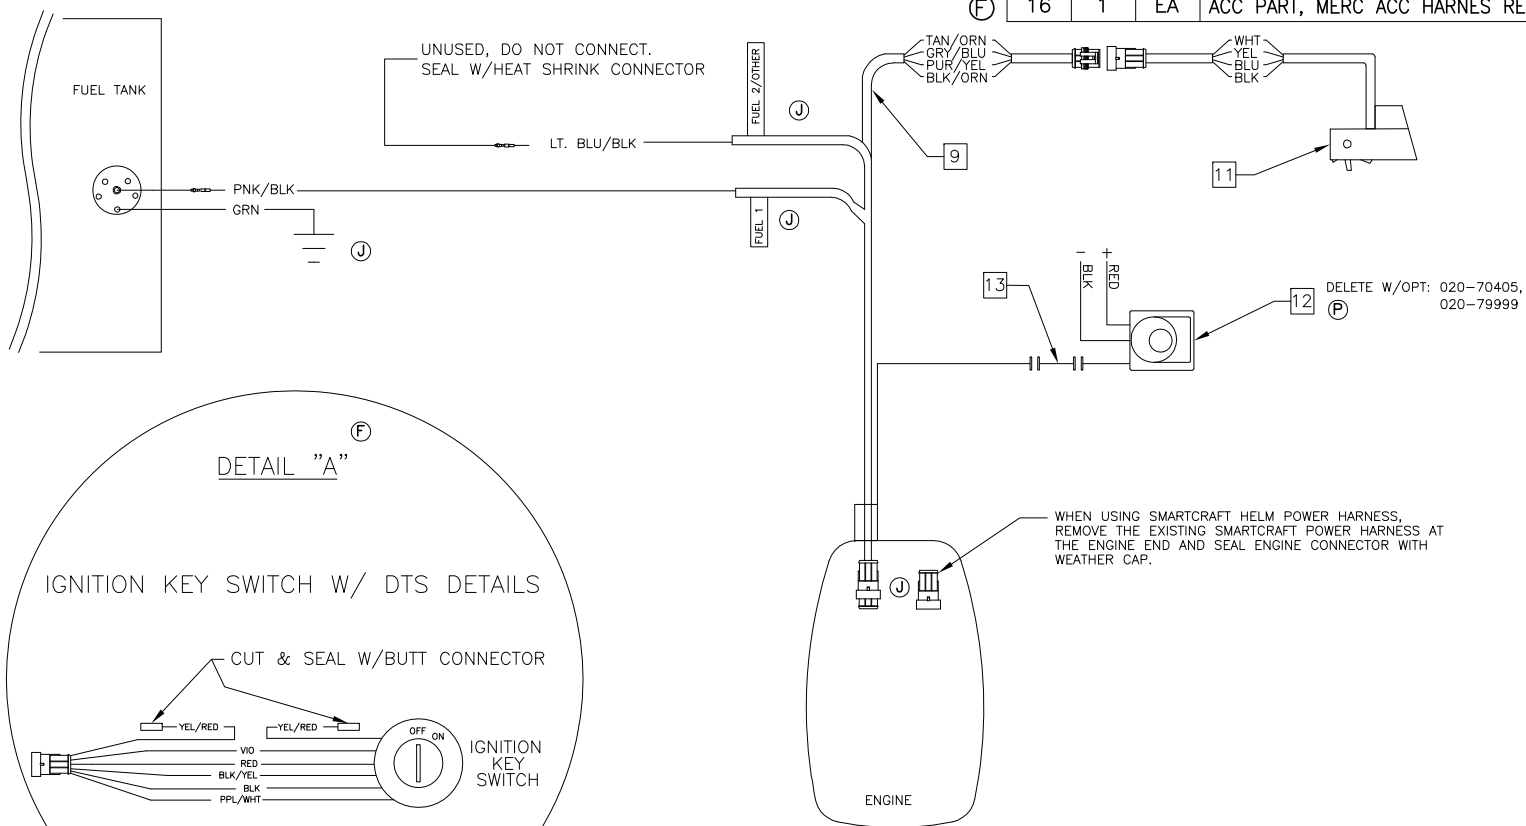 F 16 1 EA ACC PART, MERC ACC HARNES RE
UNUSED, DO NOT CONNECT.
SEAL W/HEAT SHRINK CONNECTOR
FUEL TANK
FUEL 2/OTHER
J
LT. BLU/BLK
TAN/ORN
GRY/BLU
PUR/YEL
BLK/ORN
WHT
YEL
BLU
BLK
9
11
PNK/BLK
GRN
J
FUEL 1
J
13
-
+
BLK
RED
12
DELETE W/OPT: 020-70405,
020-79999
P
F
DETAIL "A"
IGNITION KEY SWITCH W/ DTS DETAILS
CUT & SEAL W/BUTT CONNECTOR
YEL/RED
YEL/RED
VIO
RED
BLK/YEL
BLK
PPL/WHT
OFF
ON
IGNITION
KEY
SWITCH
WHEN USING SMARTCRAFT HELM POWER HARNESS,
REMOVE THE EXISTING SMARTCRAFT POWER HARNESS AT
THE ENGINE END AND SEAL ENGINE CONNECTOR WITH
WEATHER CAP.
J
ENGINE